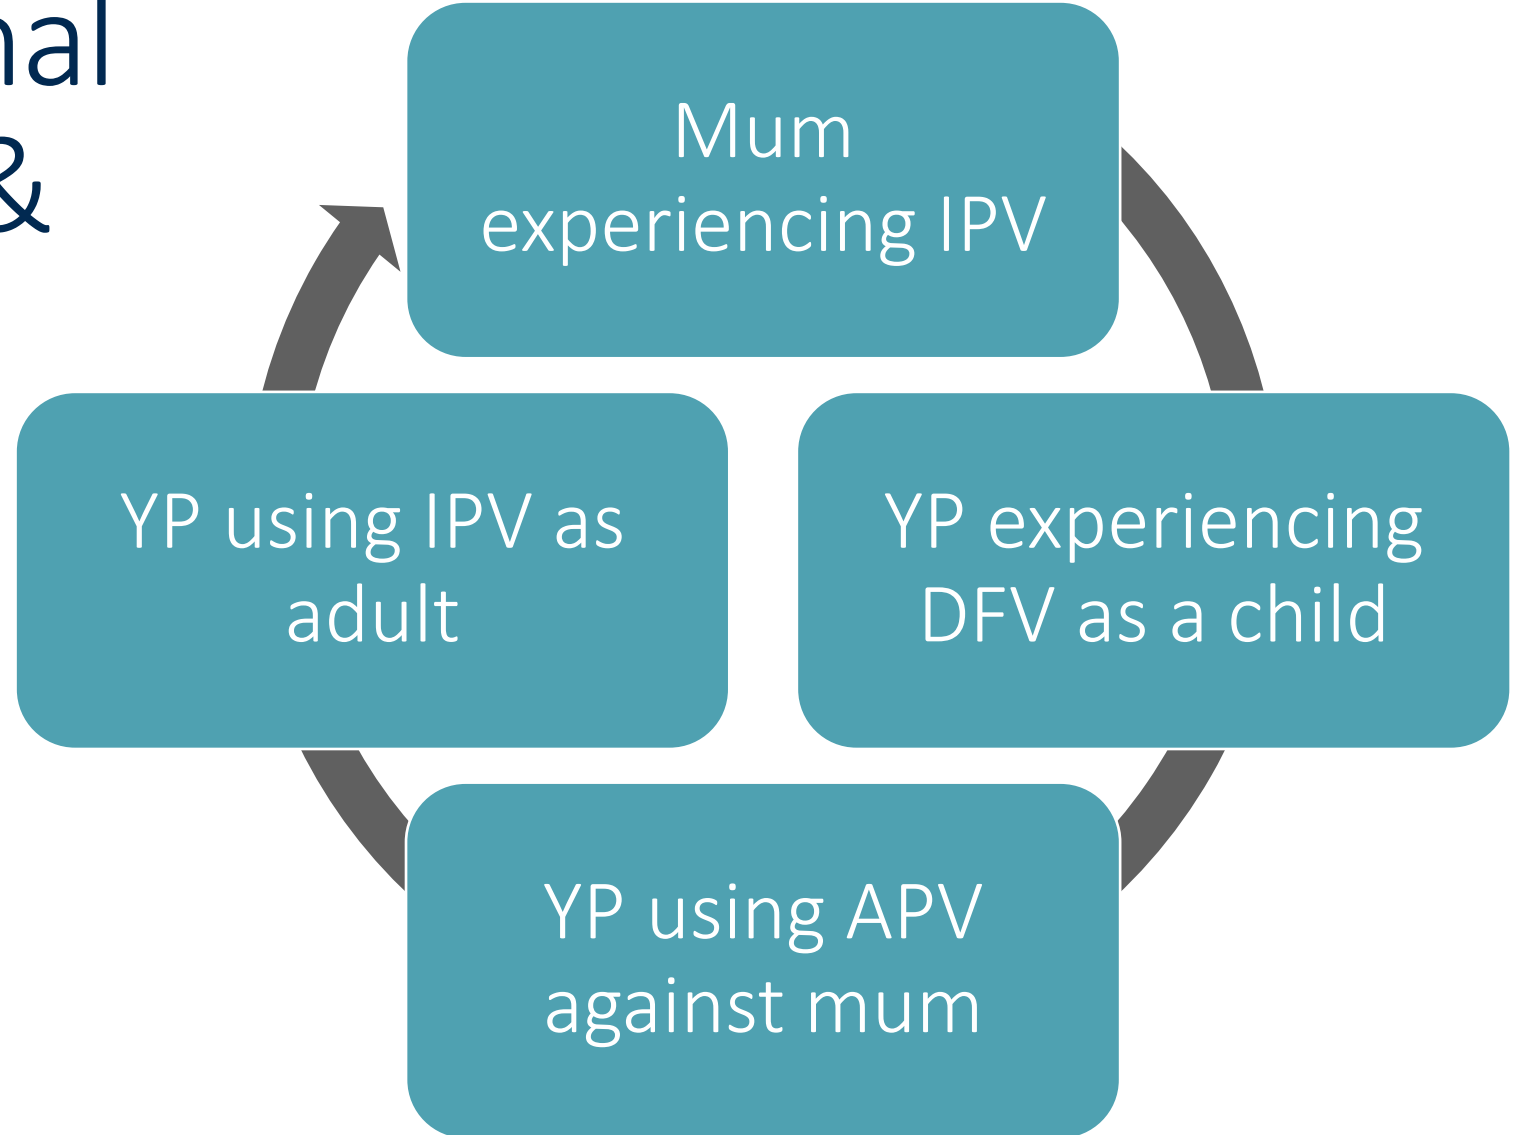 nal
&
Mum
experiencing IPV
YP using IPV as
adult
YP experiencing
DFV as a child
YP using APV
against mum